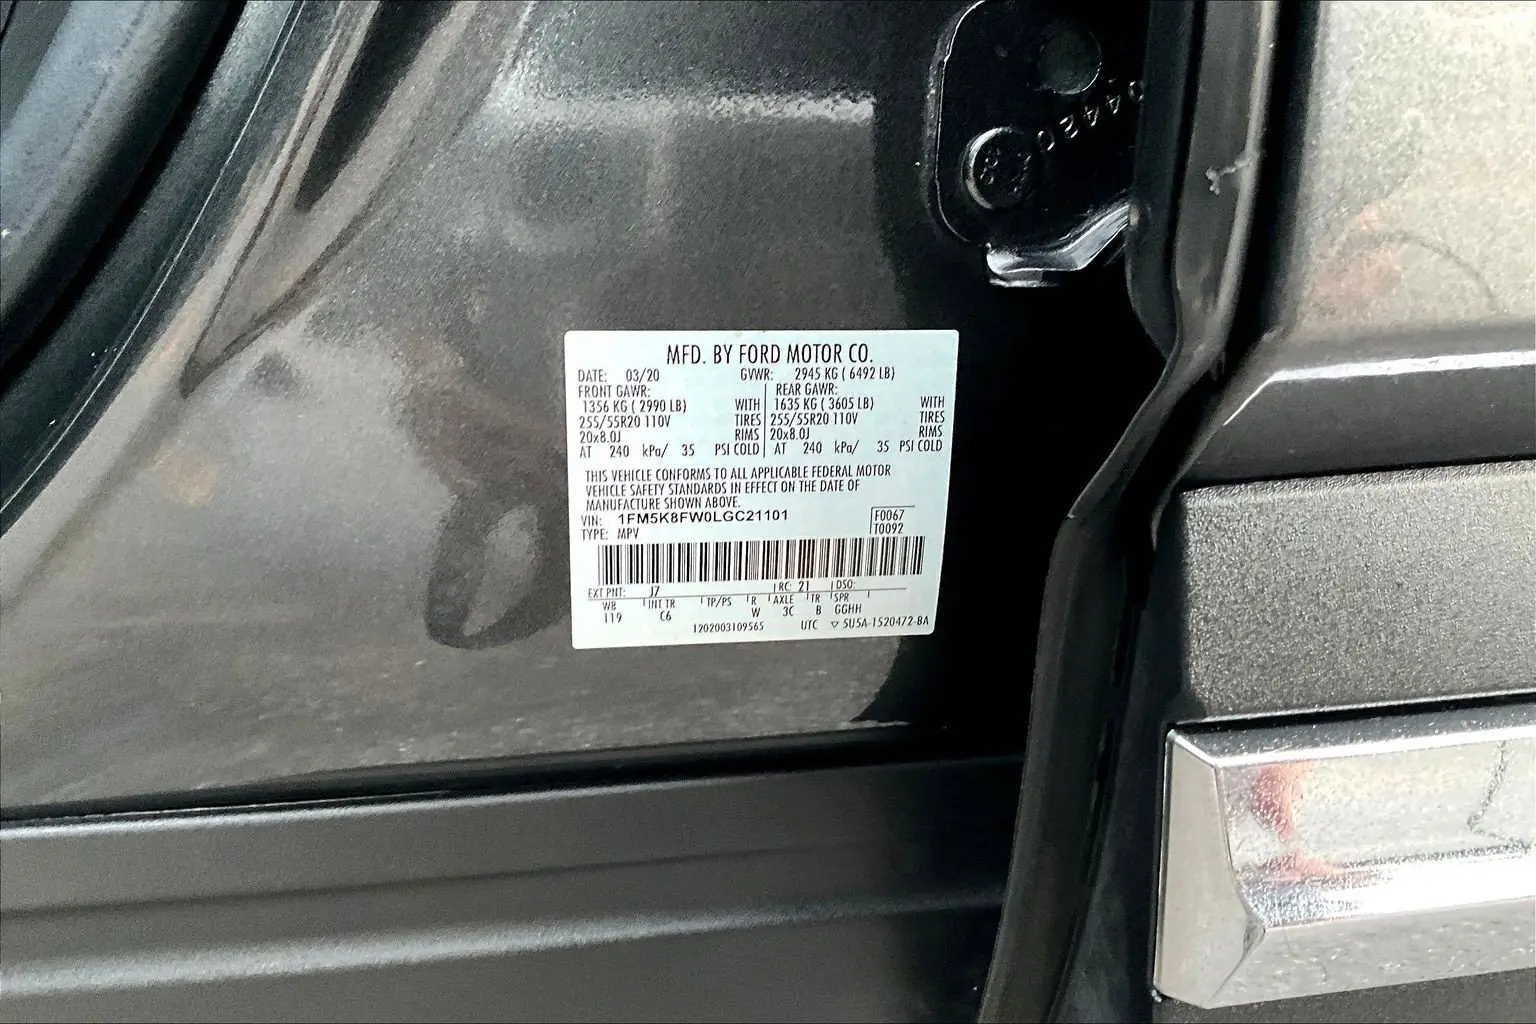 04420
MFD. BY FORD MOTOR CO.
DATE: 03/20 GVWR: 2945 KG ( 6492 LB)
FRONT GAWR: REAR GAWR:
1356 KG ( 2990 LB) WITH 1635 KG ( 3605 LB) WITH
255/55R20 110V TIRES 255/55R20 110V TIRES
20x8.0J RIMS 20x8.0J RIMS
AT 240 kPa/ 35 PSI COLD AT 240 kPa/ 35 PSI COLD
THIS VEHICLE CONFORMS TO ALL APPLICABLE FEDERAL MOTOR
VEHICLE SAFETY STANDARDS IN EFFECT ON THE DATE OF
MANUFACTURE SHOWN ABOVE.
VIN: 1FM5K8FW0LGC21101 F0067
TYPE: MPV T0092
EXT PNT: J7 RC: 21 DSO:
WB INT TR TP/PS R AXLE TR SPR
119 C6 W 3C B GGHH
1202003109565 UTC ▽ 5U5A-1520472-BA